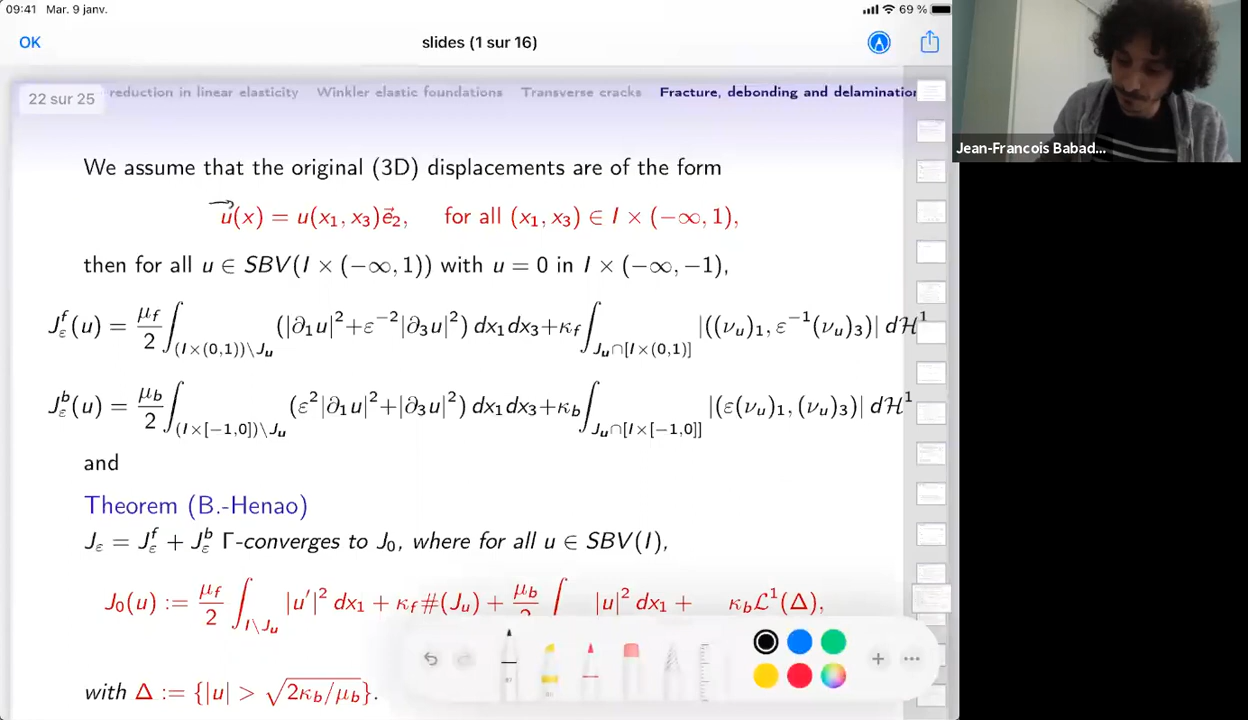 09:41 Mar. 9 janv. 69 %
OK slides (1 sur 16)
22 sur 25 reduction in linear elasticity Winkler elastic foundations Transverse cracks Fracture, debonding and delamination
Jean-Francois Babad...
We assume that the original (3D) displacements are of the form
u⃗(x) = u(x₁, x₃)e⃗₂, for all (x₁, x₃) ∈ I × (−∞, 1),
then for all u ∈ SBV(I × (−∞, 1)) with u = 0 in I × (−∞, −1),
J_ε^f(u) = μ_f/2 ∫_{(I×(0,1))\J_u} (|∂₁u|²+ε⁻²|∂₃u|²) dx₁dx₃+κ_f ∫_{J_u∩[I×(0,1)]} |((ν_u)₁, ε⁻¹(ν_u)₃)| dℋ¹
J_ε^b(u) = μ_b/2 ∫_{(I×[−1,0])\J_u} (ε²|∂₁u|²+|∂₃u|²) dx₁dx₃+κ_b ∫_{J_u∩[I×[−1,0]]} |(ε(ν_u)₁, (ν_u)₃)| dℋ¹
and
Theorem (B.-Henao)
J_ε = J_ε^f + J_ε^b Γ-converges to J₀, where for all u ∈ SBV(I),
J₀(u) := μ_f/2 ∫_{I\J_u} |u′|² dx₁ + κ_f#(J_u) + μ_b/2 ∫ |u|² dx₁ + κ_bℒ¹(Δ),
with Δ := {|u| > √(2κ_b/μ_b)}.